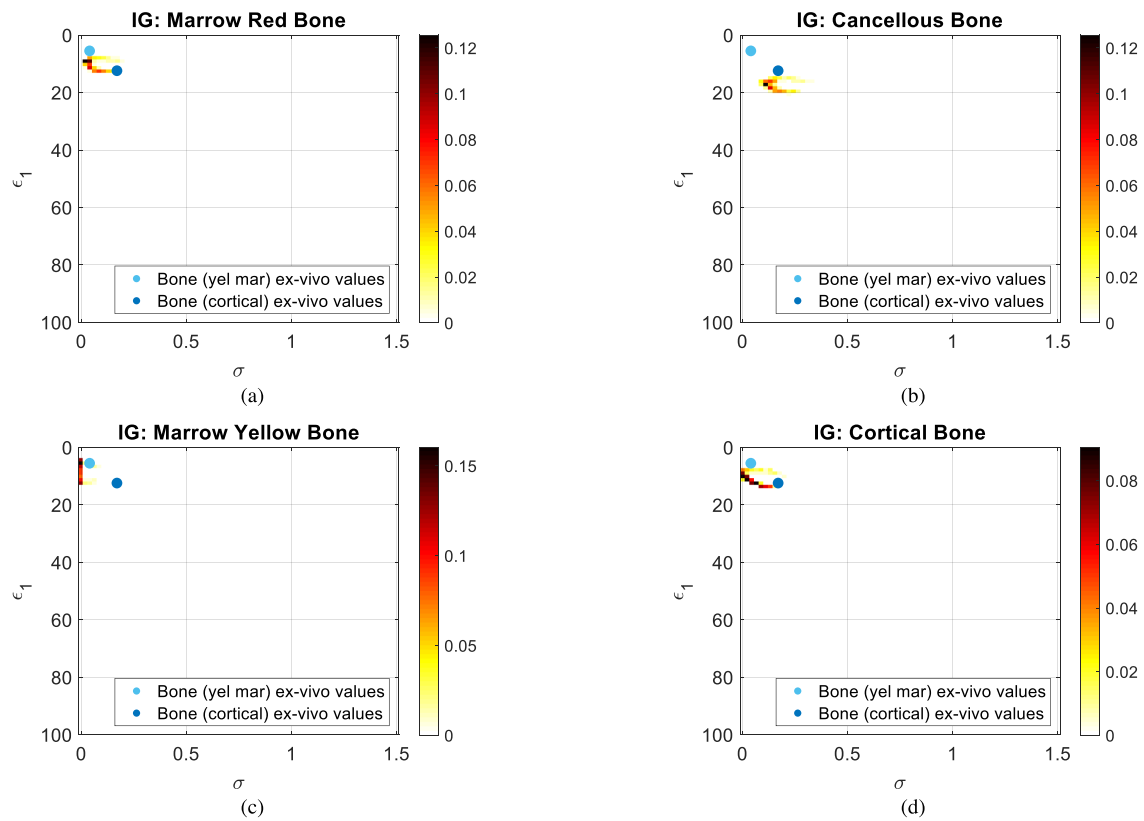 IG: Marrow Red Bone
0
20
40
60
80
100
ϵ1
0
0.5
1
1.5
σ
0.12
0.1
0.08
0.06
0.04
0.02
0
Bone (yel mar) ex-vivo values
Bone (cortical) ex-vivo values
(a)
IG: Cancellous Bone
0
20
40
60
80
100
ϵ1
0
0.5
1
1.5
σ
0.12
0.1
0.08
0.06
0.04
0.02
0
Bone (yel mar) ex-vivo values
Bone (cortical) ex-vivo values
(b)
IG: Marrow Yellow Bone
0
20
40
60
80
100
ϵ1
0
0.5
1
1.5
σ
0.15
0.1
0.05
0
Bone (yel mar) ex-vivo values
Bone (cortical) ex-vivo values
(c)
IG: Cortical Bone
0
20
40
60
80
100
ϵ1
0
0.5
1
1.5
σ
0.08
0.06
0.04
0.02
0
Bone (yel mar) ex-vivo values
Bone (cortical) ex-vivo values
(d)